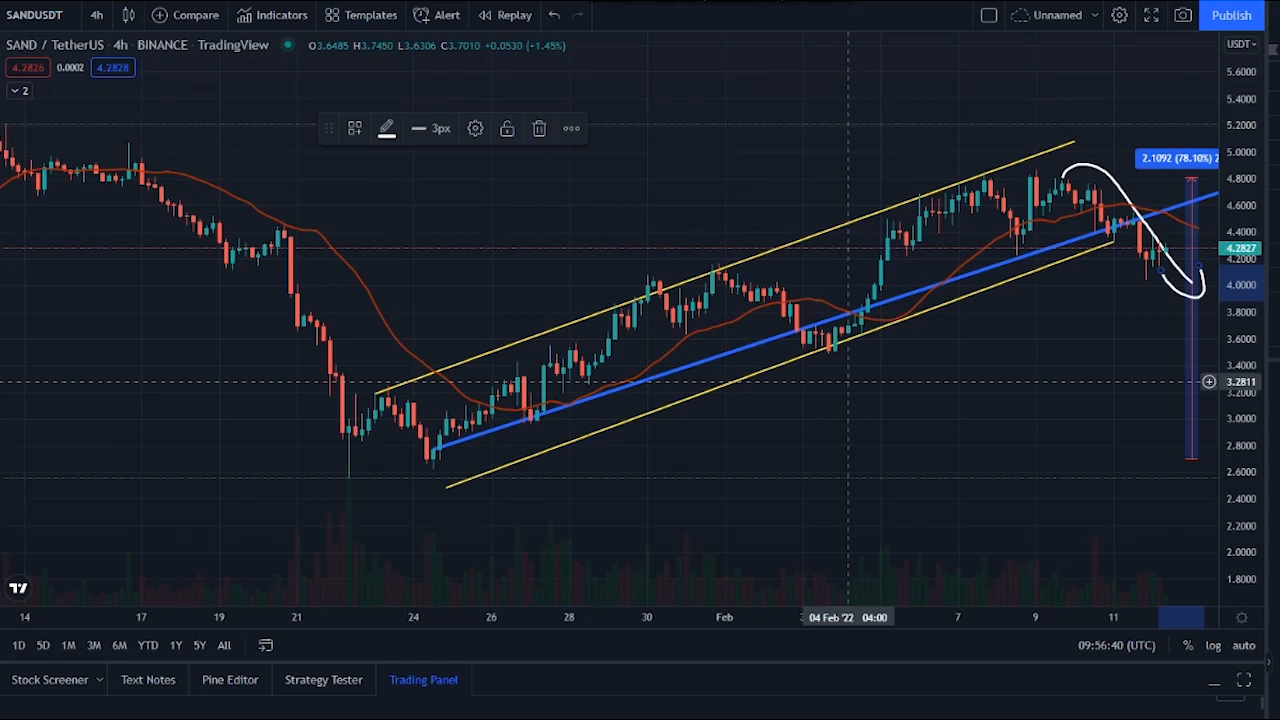 SANDUSDT 4h Compare Indicators Templates Alert Replay Unnamed Publish
SAND / TetherUS · 4h · BINANCE · TradingView O3.6485 H3.7450 L3.6306 C3.7010 +0.0530 (+1.45%) USDT
4.2826 0.0002 4.2828
2
3px
5.6000
5.4000
5.2000
5.0000
2.1092 (78.10%) 2
4.8000
4.6000
4.4000
4.2827
4.2000
4.0000
3.8000
3.6000
3.4000
3.2811
3.2000
3.0000
2.8000
2.6000
2.4000
2.2000
2.0000
1.8000
14 17 19 21 24 26 28 30 Feb 04 Feb '22 04:00 7 9 11
1D 5D 1M 3M 6M YTD 1Y 5Y All 09:56:40 (UTC) % log auto
Stock Screener Text Notes Pine Editor Strategy Tester Trading Panel